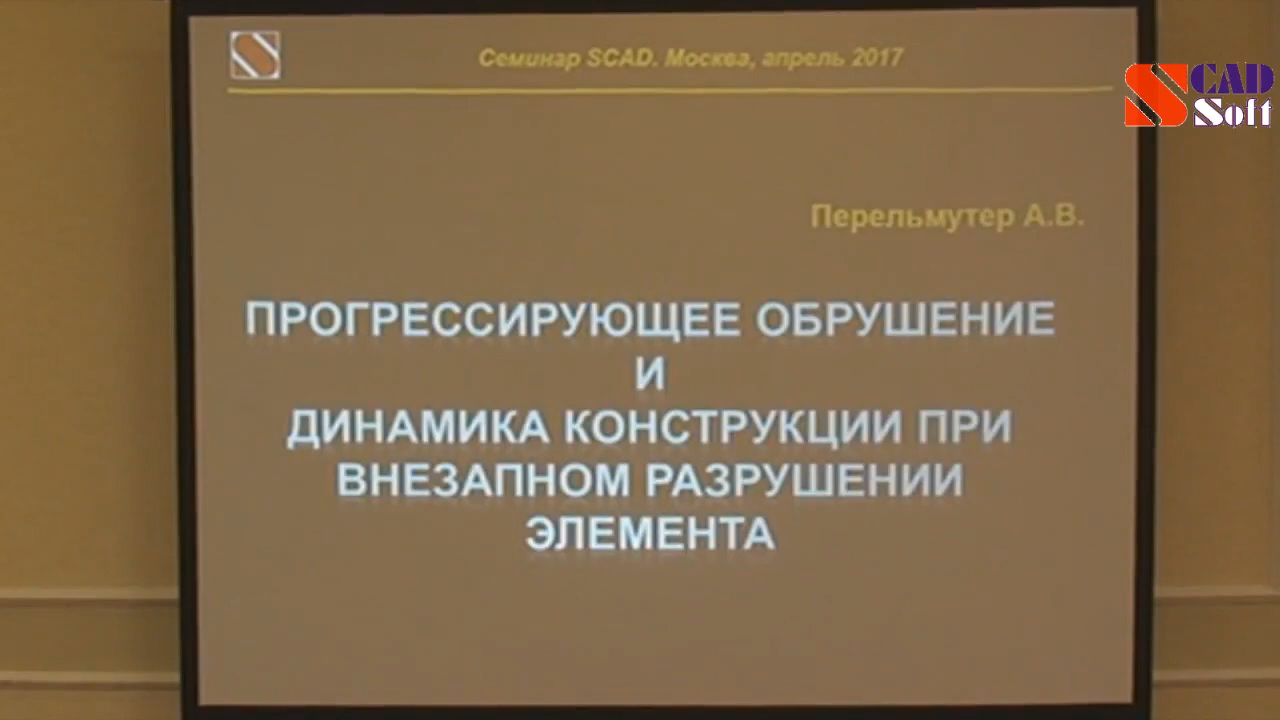 Семинар SCAD. Москва, апрель 2017
SCAD
Soft
Перельмутер А.В.
ПРОГРЕССИРУЮЩЕЕ ОБРУШЕНИЕ
И
ДИНАМИКА КОНСТРУКЦИИ ПРИ
ВНЕЗАПНОМ РАЗРУШЕНИИ
ЭЛЕМЕНТА